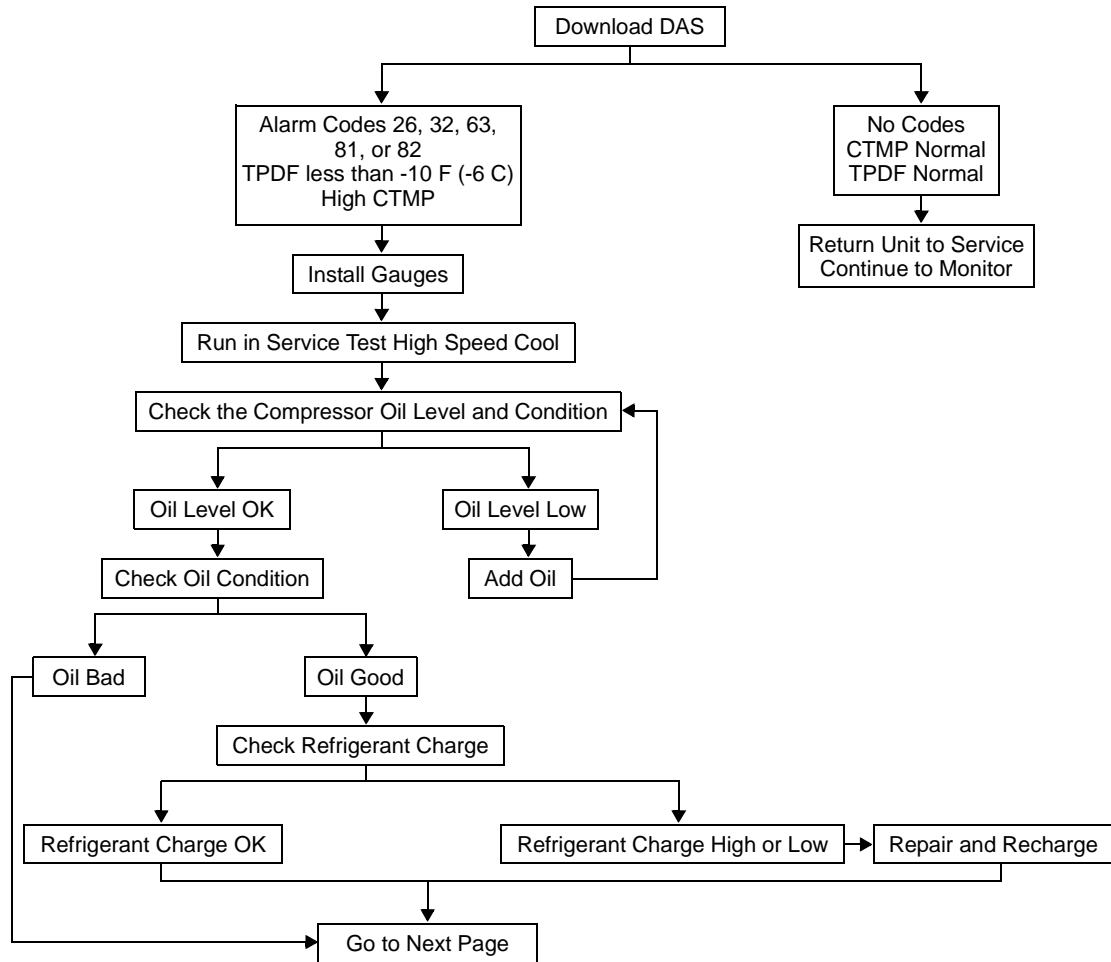 Download DAS
Alarm Codes 26, 32, 63,
81, or 82
TPDF less than -10 F (-6 C)
High CTMP
No Codes
CTMP Normal
TPDF Normal
Install Gauges
Return Unit to Service
Continue to Monitor
Run in Service Test High Speed Cool
Check the Compressor Oil Level and Condition
Oil Level OK
Oil Level Low
Check Oil Condition
Add Oil
Oil Bad
Oil Good
Check Refrigerant Charge
Refrigerant Charge OK
Refrigerant Charge High or Low
Repair and Recharge
Go to Next Page